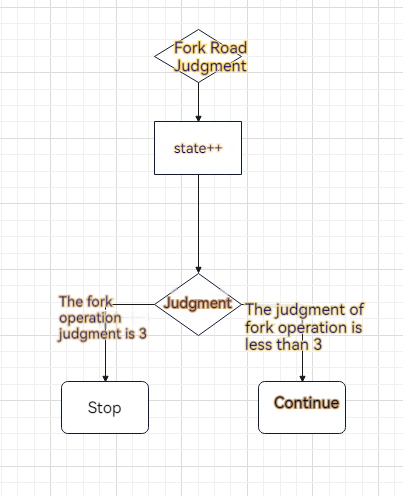 Fork Road
Judgment
state++
The fork
operation
judgment is 3
Judgment
The judgment of
fork operation is
less than 3
Stop
Continue